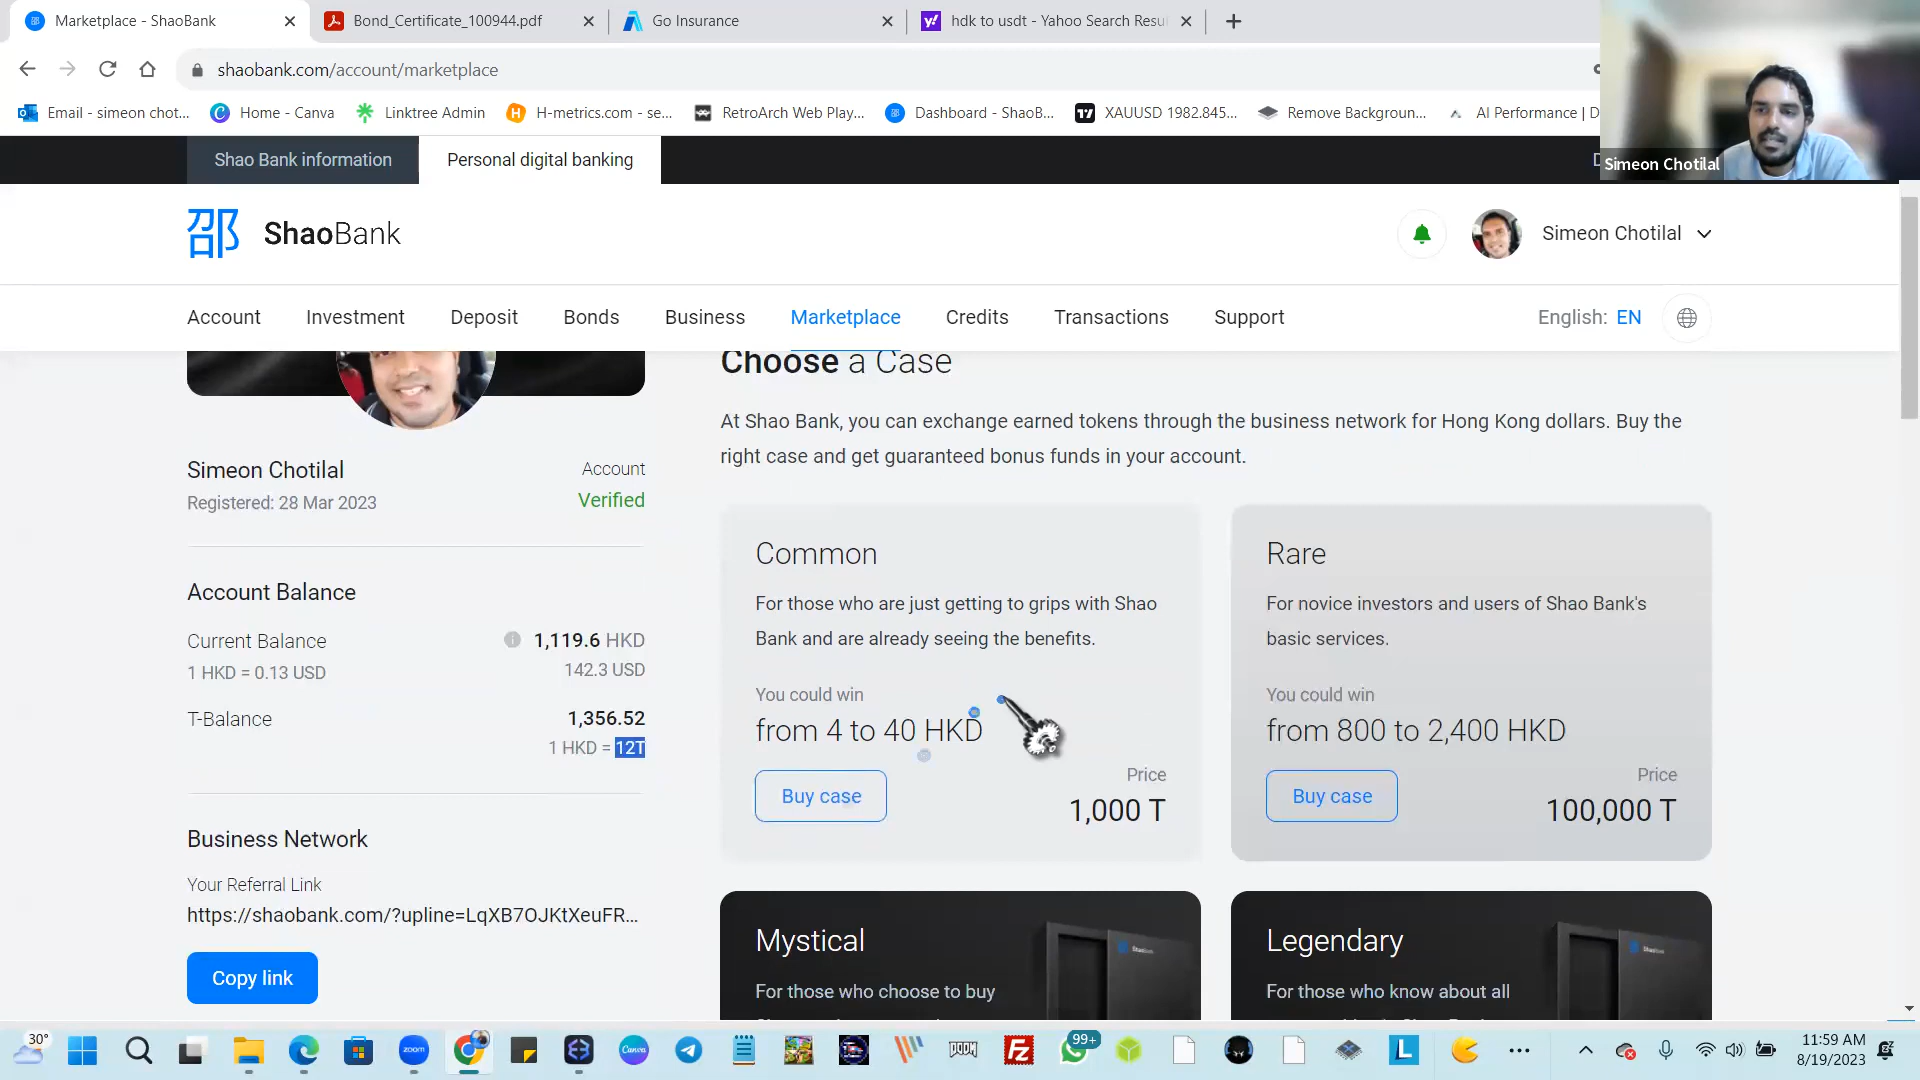 Marketplace - ShaoBank
Bond_Certificate_100944.pdf
Go Insurance
hdk to usdt - Yahoo Search Resu
shaobank.com/account/marketplace
Email - simeon chot...
Home - Canva
Linktree Admin
H-metrics.com - se...
RetroArch Web Play...
Dashboard - ShaoB...
XAUUSD 1982.845...
Remove Backgroun...
AI Performance | D
Simeon Chotilal
Shao Bank information
Personal digital banking
邵
ShaoBank
Simeon Chotilal
Account
Investment
Deposit
Bonds
Business
Marketplace
Credits
Transactions
Support
English: EN
Simeon Chotilal
Account
Registered: 28 Mar 2023
Verified
Account Balance
Current Balance
1,119.6 HKD
1 HKD = 0.13 USD
142.3 USD
T-Balance
1,356.52
1 HKD = 12T
Business Network
Your Referral Link
https://shaobank.com/?upline=LqXB7OJKtXeuFR...
Copy link
Choose a Case
At Shao Bank, you can exchange earned tokens through the business network for Hong Kong dollars. Buy the
right case and get guaranteed bonus funds in your account.
Common
For those who are just getting to grips with Shao
Bank and are already seeing the benefits.
You could win
from 4 to 40 HKD
Buy case
Price
1,000 T
Rare
For novice investors and users of Shao Bank's
basic services.
You could win
from 800 to 2,400 HKD
Buy case
Price
100,000 T
Mystical
For those who choose to buy
ShaoBank
Legendary
For those who know about all
ShaoBank
30°
zoom
Canva
DOOM
FZ
99+
L
11:59 AM
8/19/2023